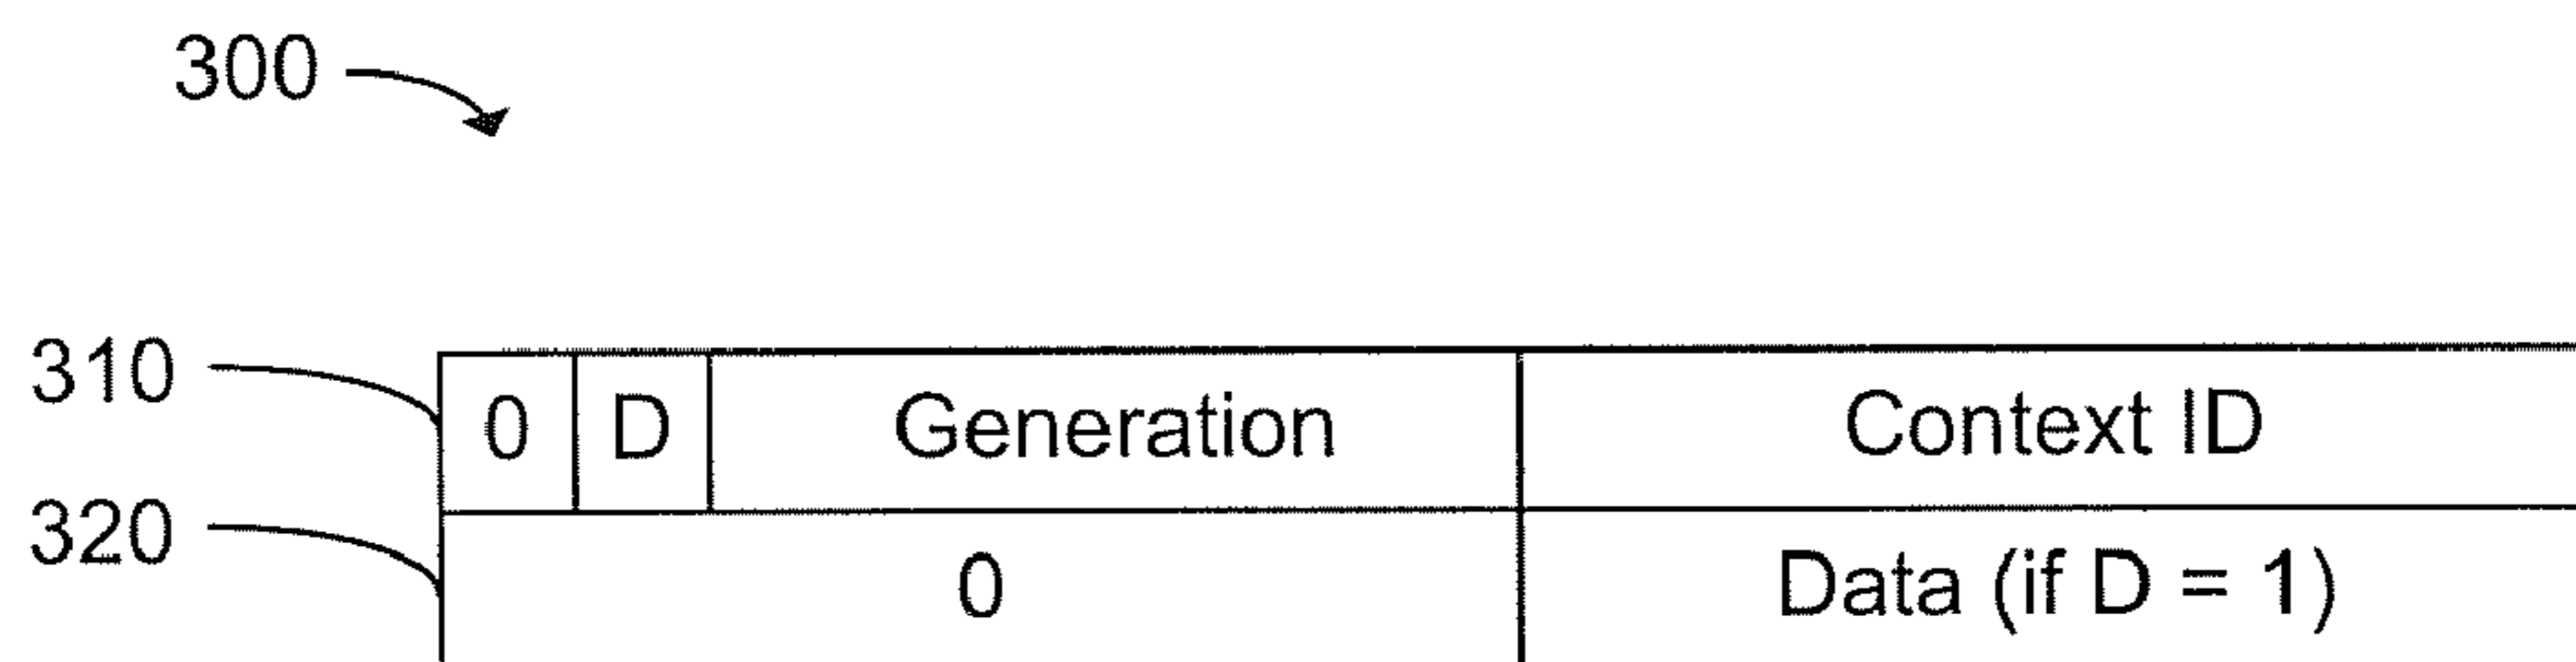 300
310 0 D Generation Context ID
320 0 Data (if D = 1)